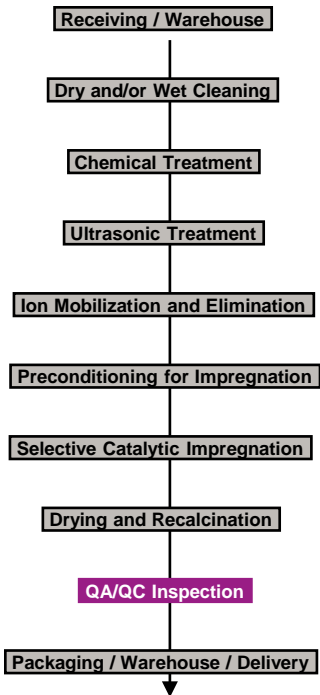 Receiving / Warehouse
Dry and/or Wet Cleaning
Chemical Treatment
Ultrasonic Treatment
Ion Mobilization and Elimination
Preconditioning for Impregnation
Selective Catalytic Impregnation
Drying and Recalcination
QA/QC Inspection
Packaging / Warehouse / Delivery